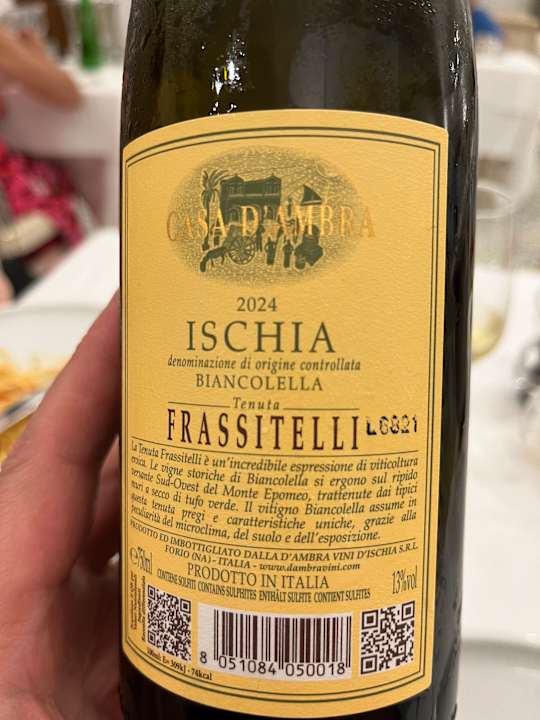 CASA D'AMBRA
2024
ISCHIA
denominazione di origine controllata
BIANCOLELLA
Tenuta
FRASSITELLI L6821
La Tenuta Frassitelli è un'incredibile espressione di viticoltura
eroica. Le vigne storiche di Biancolella si ergono sul ripido
versante Sud-Ovest del Monte Epomeo, trattenute dai tipici
muri a secco di tufo verde. Il vitigno Biancolella assume in
questa tenuta pregi e caratteristiche uniche, grazie alla
peculiarità del microclima, del suolo e dell'esposizione.
PRODOTTO ED IMBOTTIGLIATO DALLA D'AMBRA VINI D'ISCHIA S.R.L.
FORIO (NA) - ITALIA - www.dambravini.com
PRODOTTO IN ITALIA
℮ 750ml
CONTIENE SOLFITI CONTAINS SULPHITES ENTHÄLT SULFITE CONTIENT SULFITES
13%vol
8 051084 050018
100ml: E= 309kJ - 74kcal